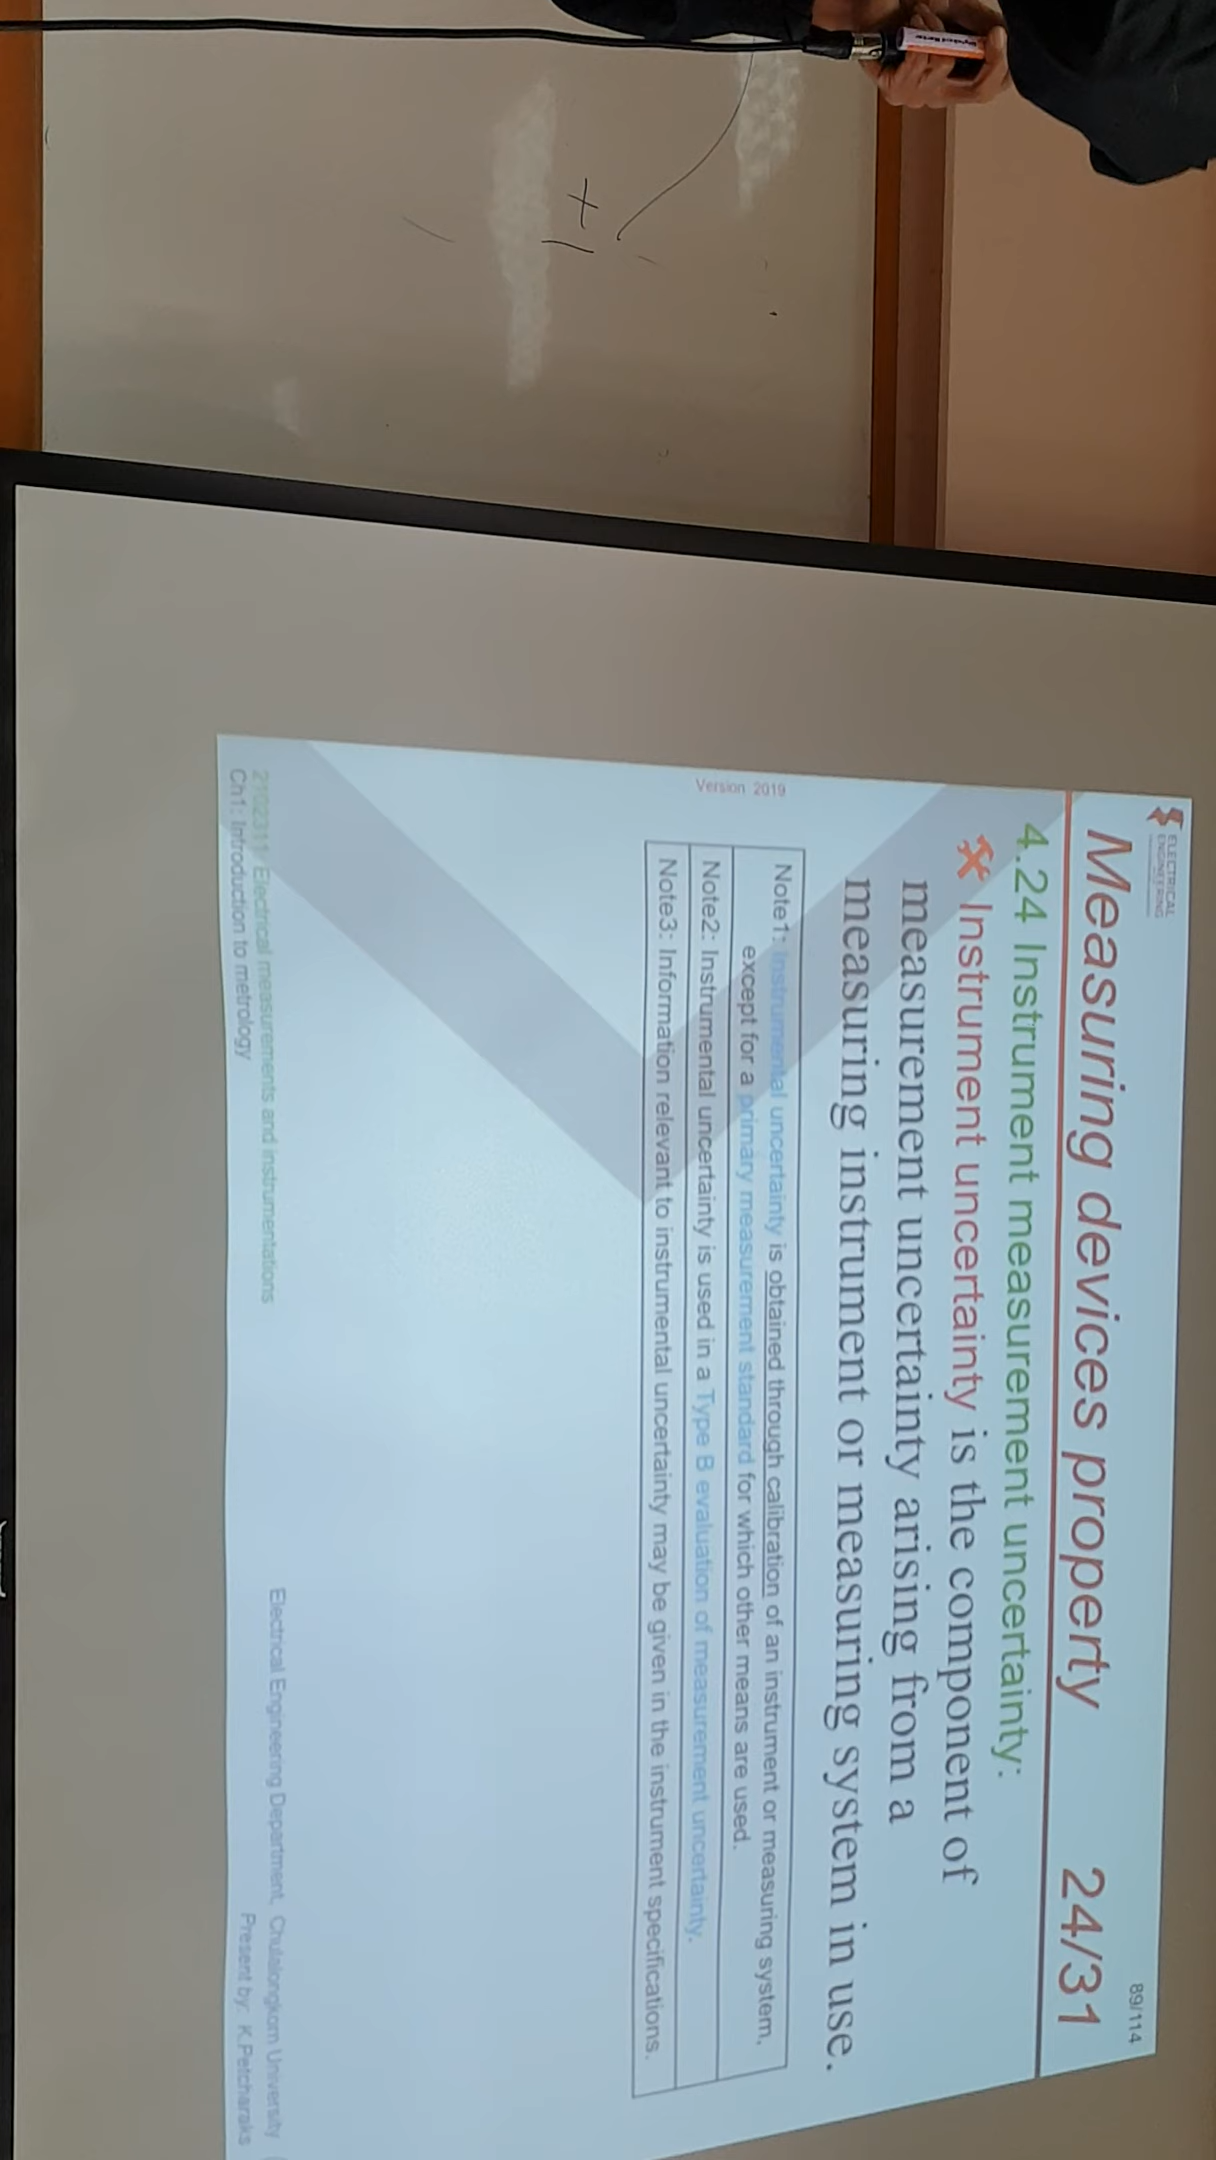 ELECTRICAL
ENGINEERING
89/114
Measuring devices property 24/31
4.24 Instrument measurement uncertainty:
Instrument uncertainty is the component of
measurement uncertainty arising from a
measuring instrument or measuring system in use.
Note1: Instrumental uncertainty is obtained through calibration of an instrument or measuring system,
except for a primary measurement standard for which other means are used.
Note2: Instrumental uncertainty is used in a Type B evaluation of measurement uncertainty.
Note3: Information relevant to instrumental uncertainty may be given in the instrument specifications.
Version 2019
2102311 Electrical measurements and instrumentations
Ch1: Introduction to metrology
Electrical Engineering Department, Chulalongkorn University
Present by: K.Petcharaks